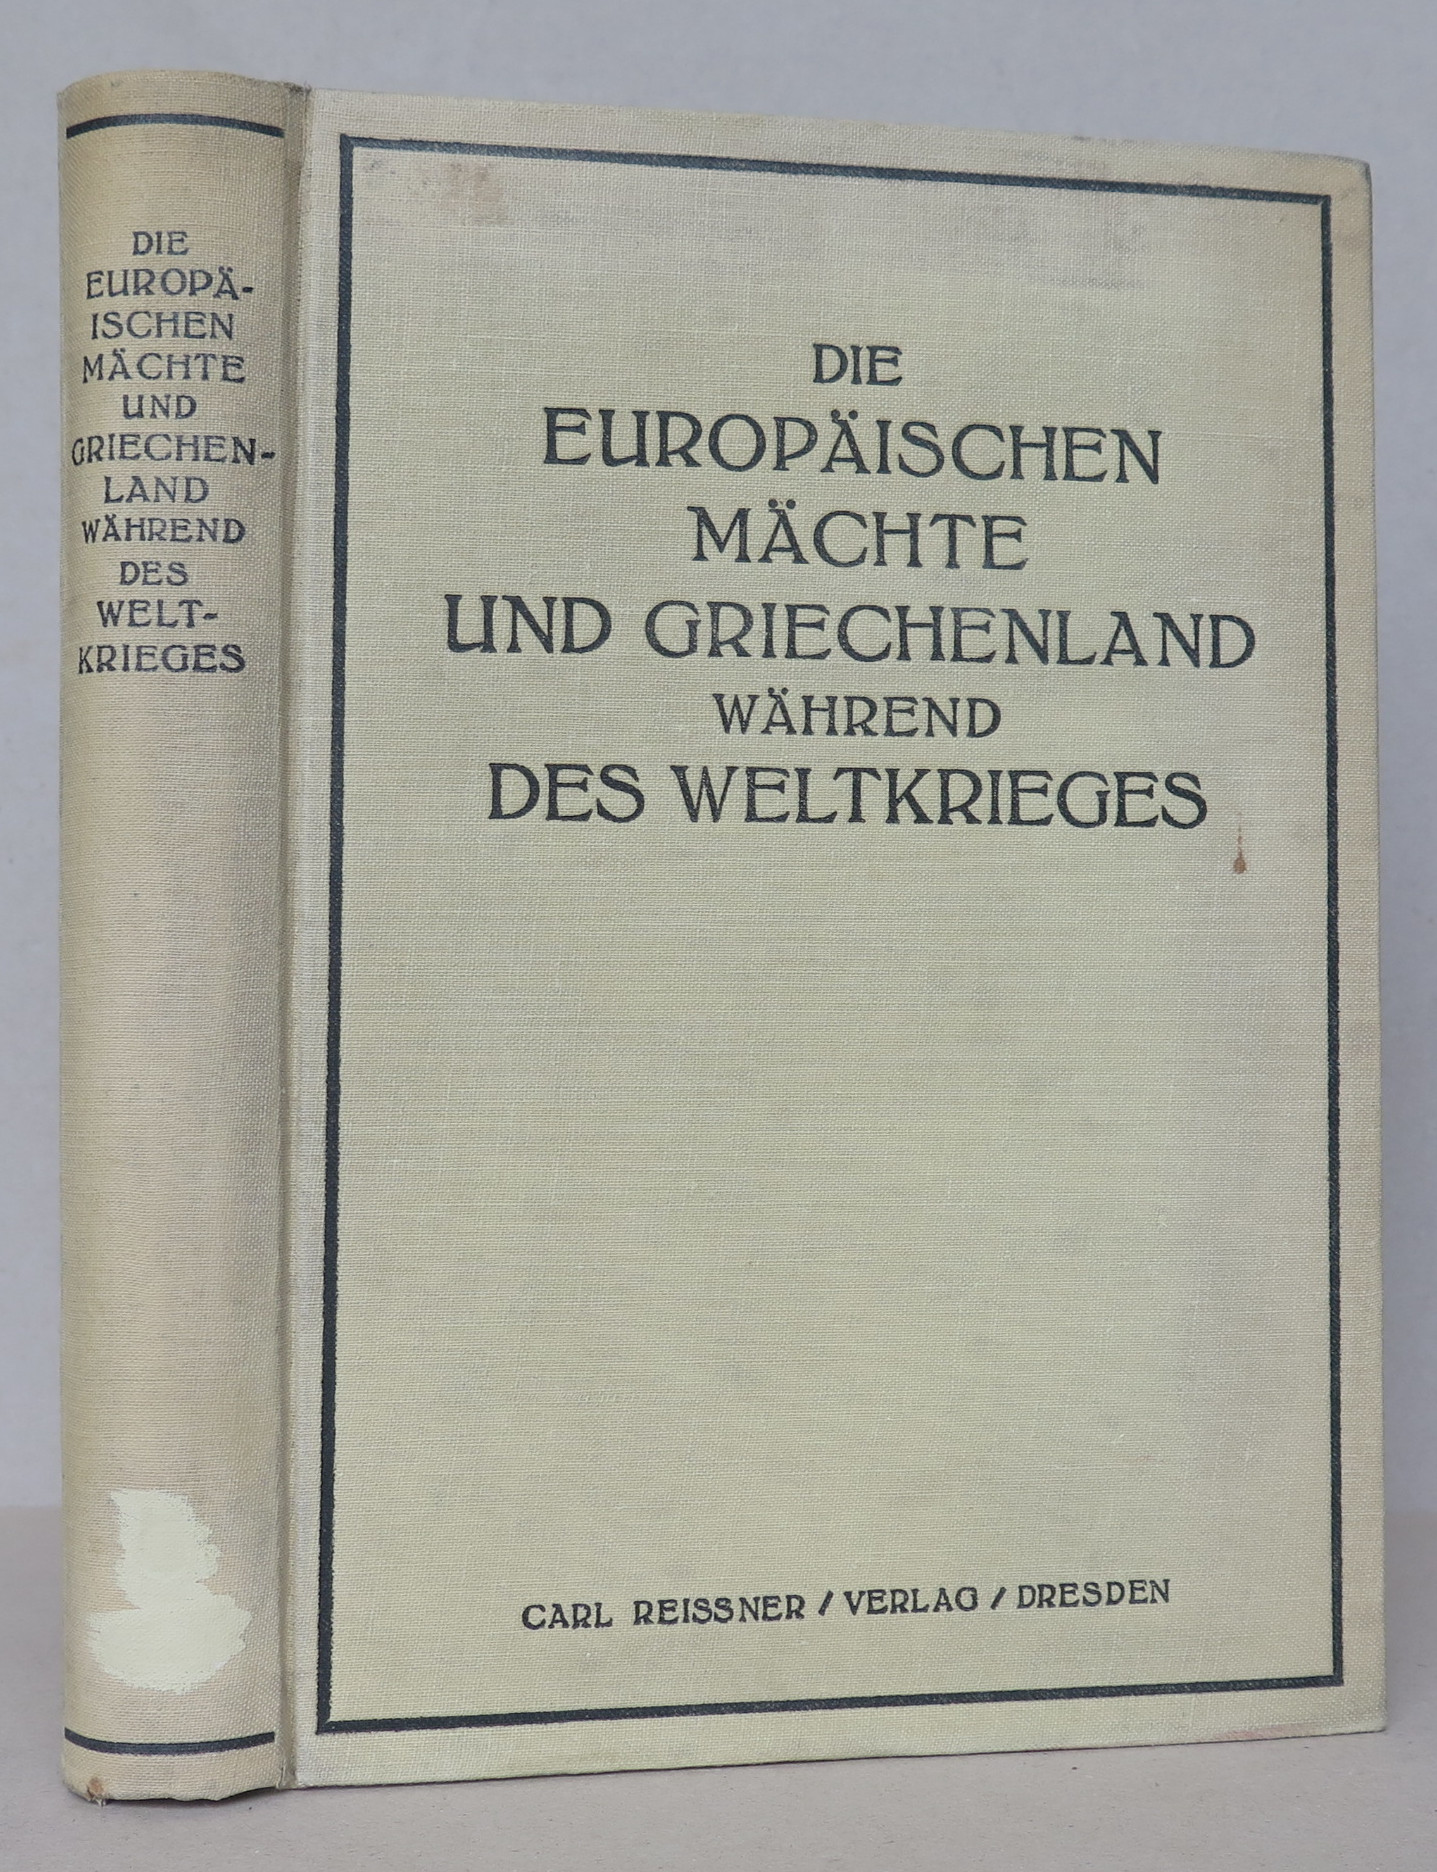 DIE
EUROPÄ-
ISCHEN
MÄCHTE
UND
GRIECHEN-
LAND
WÄHREND
DES
WELT-
KRIEGES
DIE
EUROPÄISCHEN
MÄCHTE
UND GRIECHENLAND
WÄHREND
DES WELTKRIEGES
CARL REISSNER / VERLAG / DRESDEN